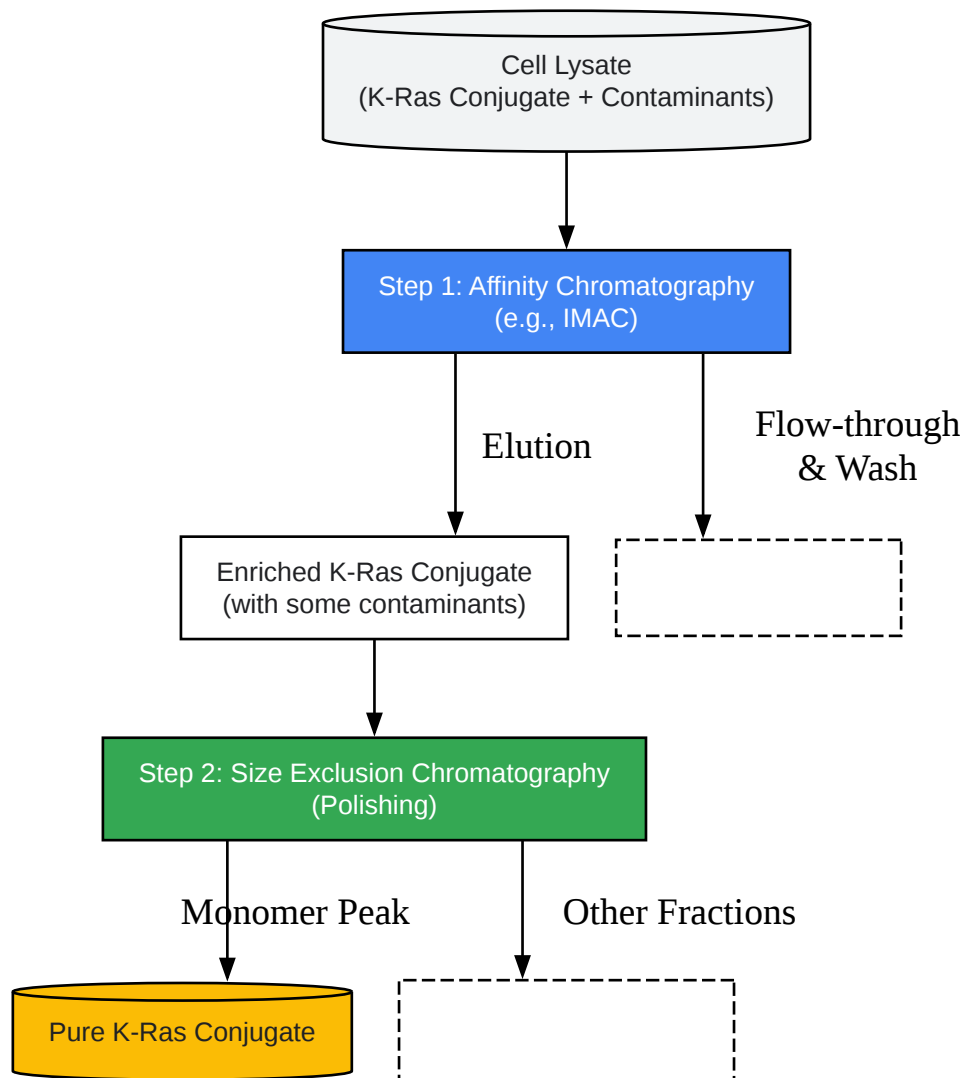 Cell Lysate
(K-Ras Conjugate + Contaminants)
Step 1: Affinity Chromatography
(e.g., IMAC)
Elution
Flow-through
& Wash
Enriched K-Ras Conjugate
(with some contaminants)
Step 2: Size Exclusion Chromatography
(Polishing)
Monomer Peak
Other Fractions
Pure K-Ras Conjugate